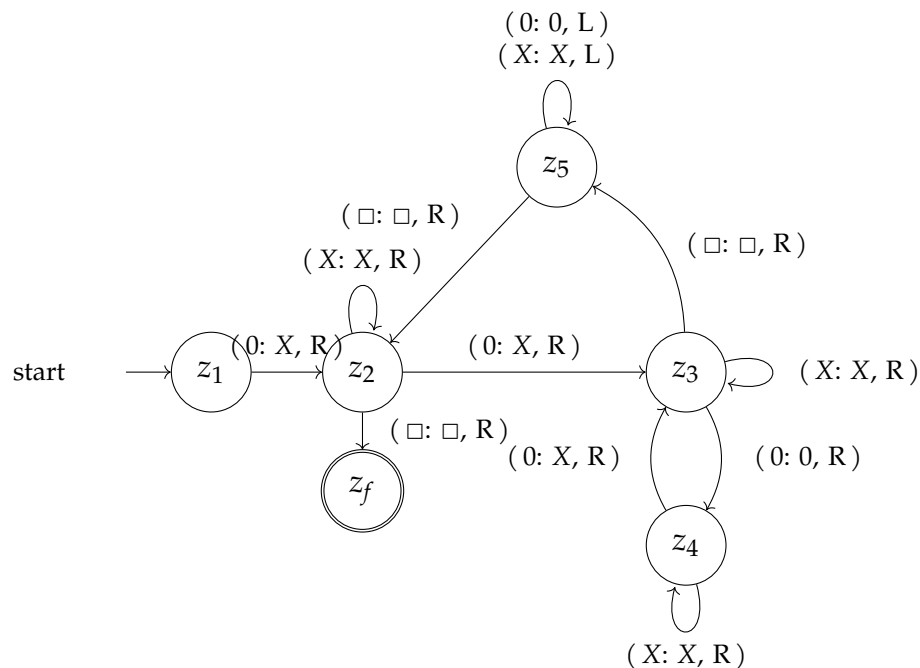 (0: 0, L)
(X: X, L)
z5
(□: □, R)
(□: □, R)
(X: X, R)
start
z1
(0: X, R)
z2
(0: X, R)
z3
(X: X, R)
(□: □, R)
(0: X, R)
(0: 0, R)
zf
z4
(X: X, R)